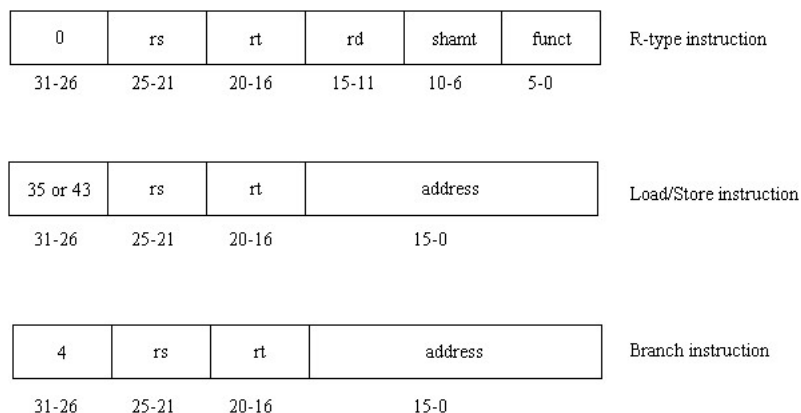 0 rs rt rd shamt funct R-type instruction
31-26 25-21 20-16 15-11 10-6 5-0
35 or 43 rs rt address Load/Store instruction
31-26 25-21 20-16 15-0
4 rs rt address Branch instruction
31-26 25-21 20-16 15-0